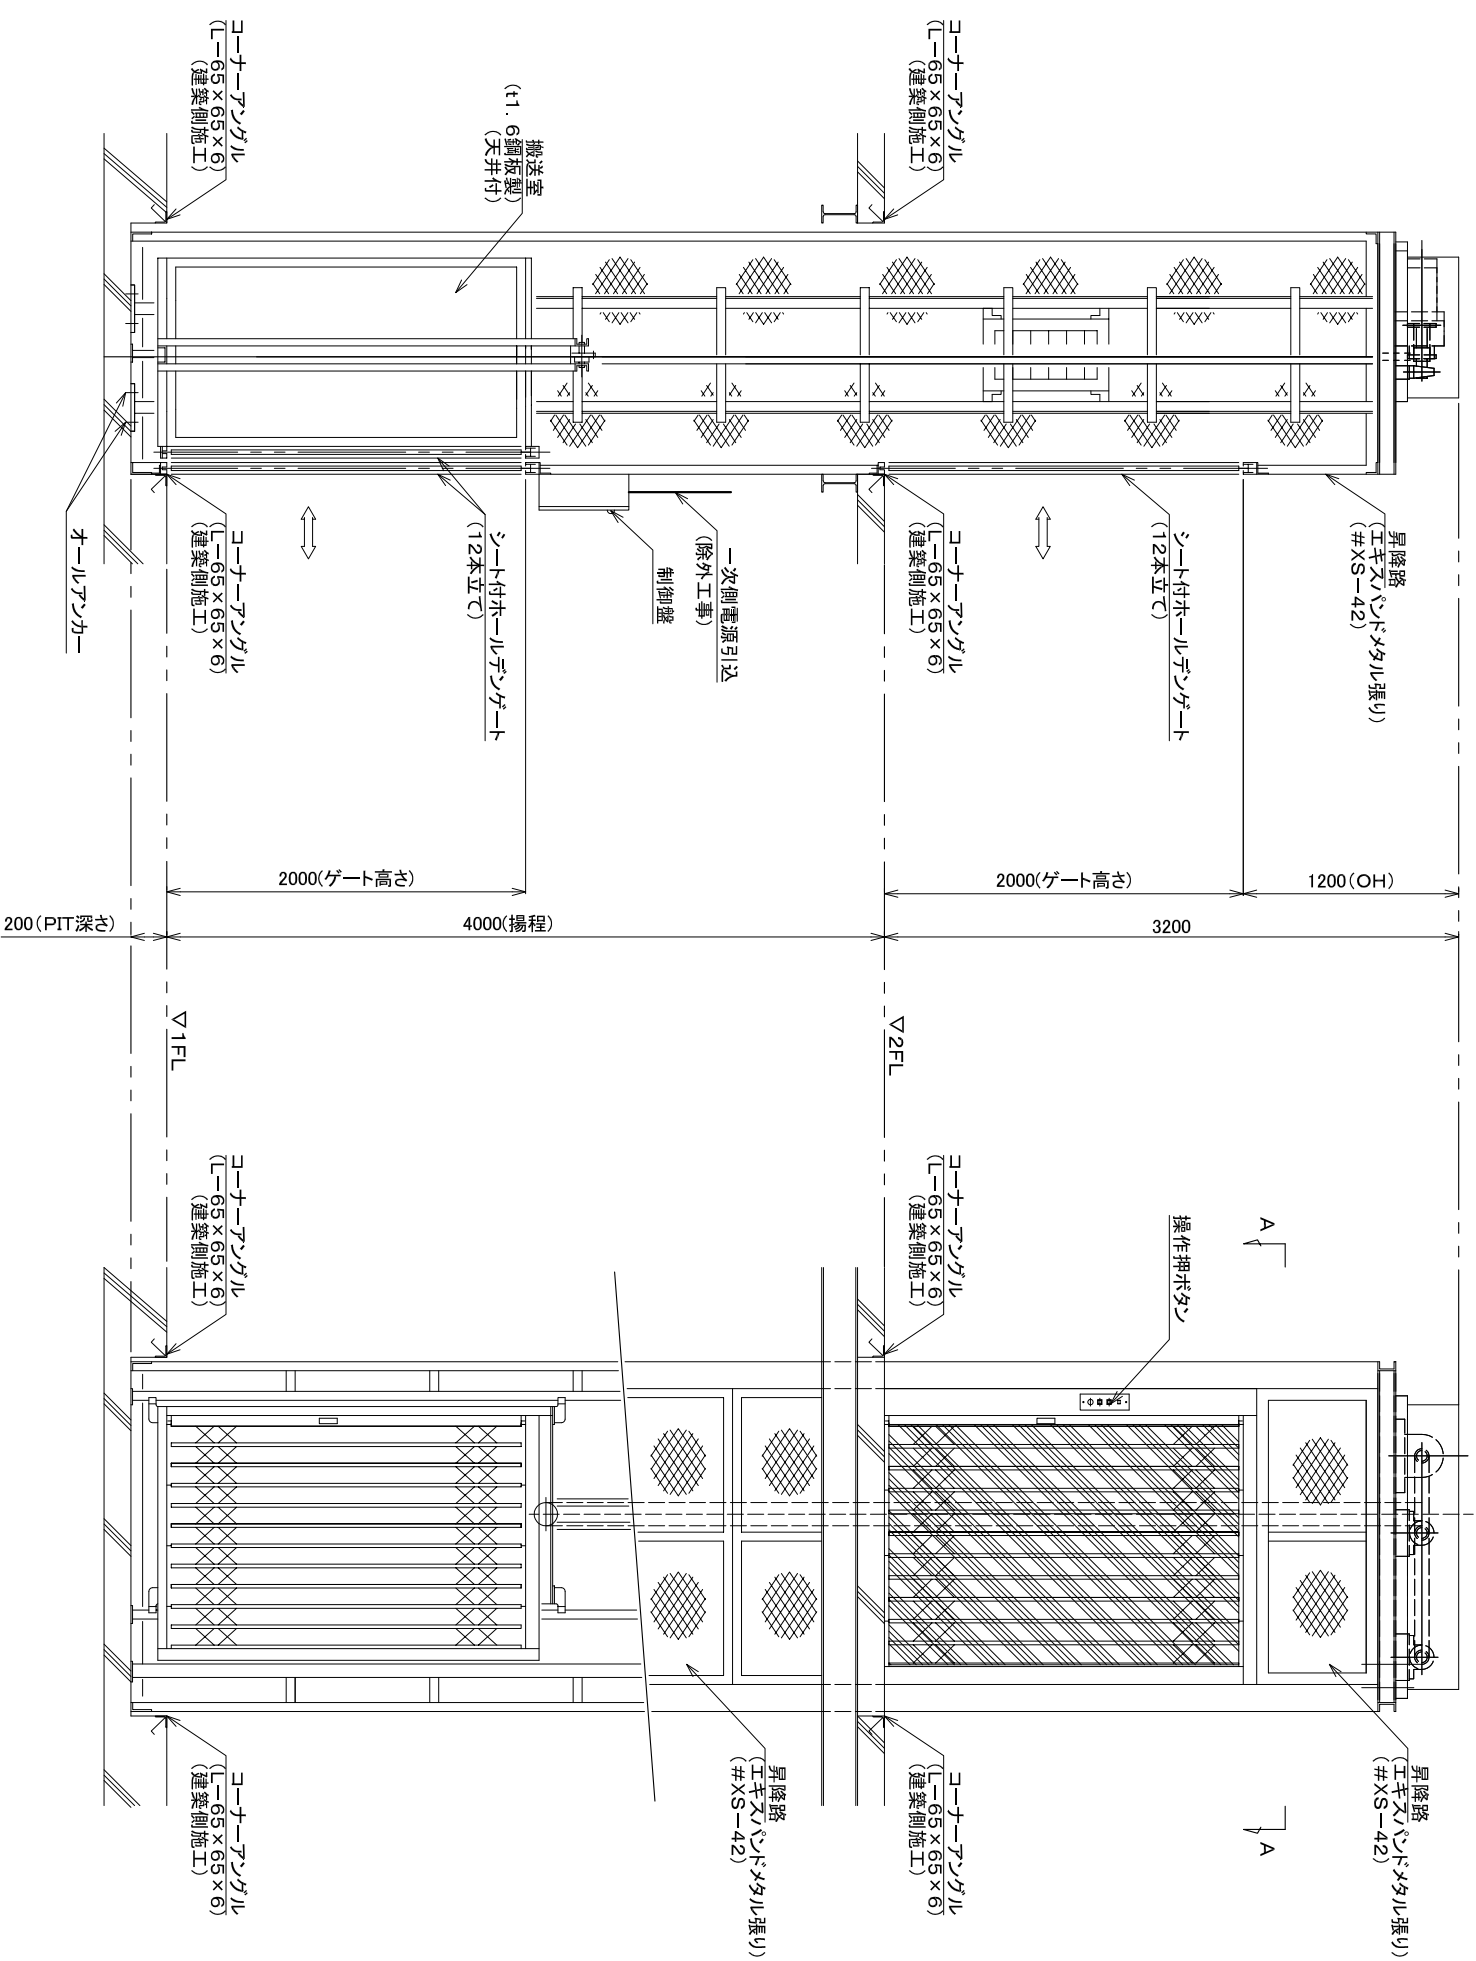 コーナーアングル
(L－65×65×6)
(建築側施工)
コーナーアングル
(L－65×65×6)
(建築側施工)
搬送室
(t1.6鋼板製)
(天井付)
昇降路
(エキスパンドメタル張り)
(#XS－42)
シート付ホールデンゲート
(12本立て)
コーナーアングル
(L－65×65×6)
(建築側施工)
一次側電源引込
(除外工事)
制御盤
シート付ホールデンゲート
(12本立て)
コーナーアングル
(L－65×65×6)
(建築側施工)
オールアンカー
2000(ゲート高さ)
2000(ゲート高さ)
1200(OH)
200(PIT深さ)
4000(揚程)
3200
▽1FL
▽2FL
コーナーアングル
(L－65×65×6)
(建築側施工)
コーナーアングル
(L－65×65×6)
(建築側施工)
操作押ボタン
A
A
昇降路
(エキスパンドメタル張り)
(#XS－42)
コーナーアングル
(L－65×65×6)
(建築側施工)
昇降路
(エキスパンドメタル張り)
(#XS－42)
コーナーアングル
(L－65×65×6)
(建築側施工)